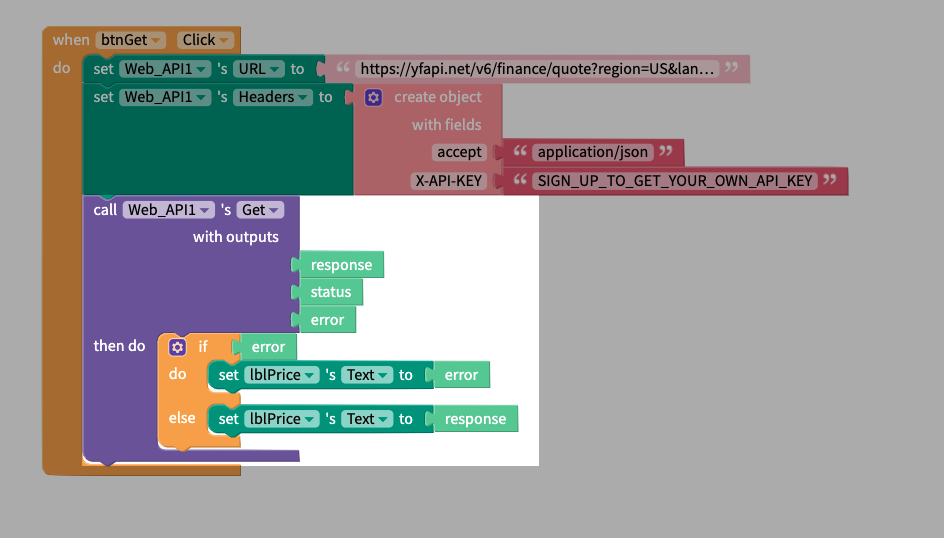 when btnGet Click
do set Web_API1 's URL to “ https://yfapi.net/v6/finance/quote?region=US&lan... ”
set Web_API1 's Headers to create object
with fields
accept “ application/json ”
X-API-KEY “ SIGN_UP_TO_GET_YOUR_OWN_API_KEY ”
call Web_API1 's Get
with outputs
response
status
error
then do if error
do set lblPrice 's Text to error
else set lblPrice 's Text to response